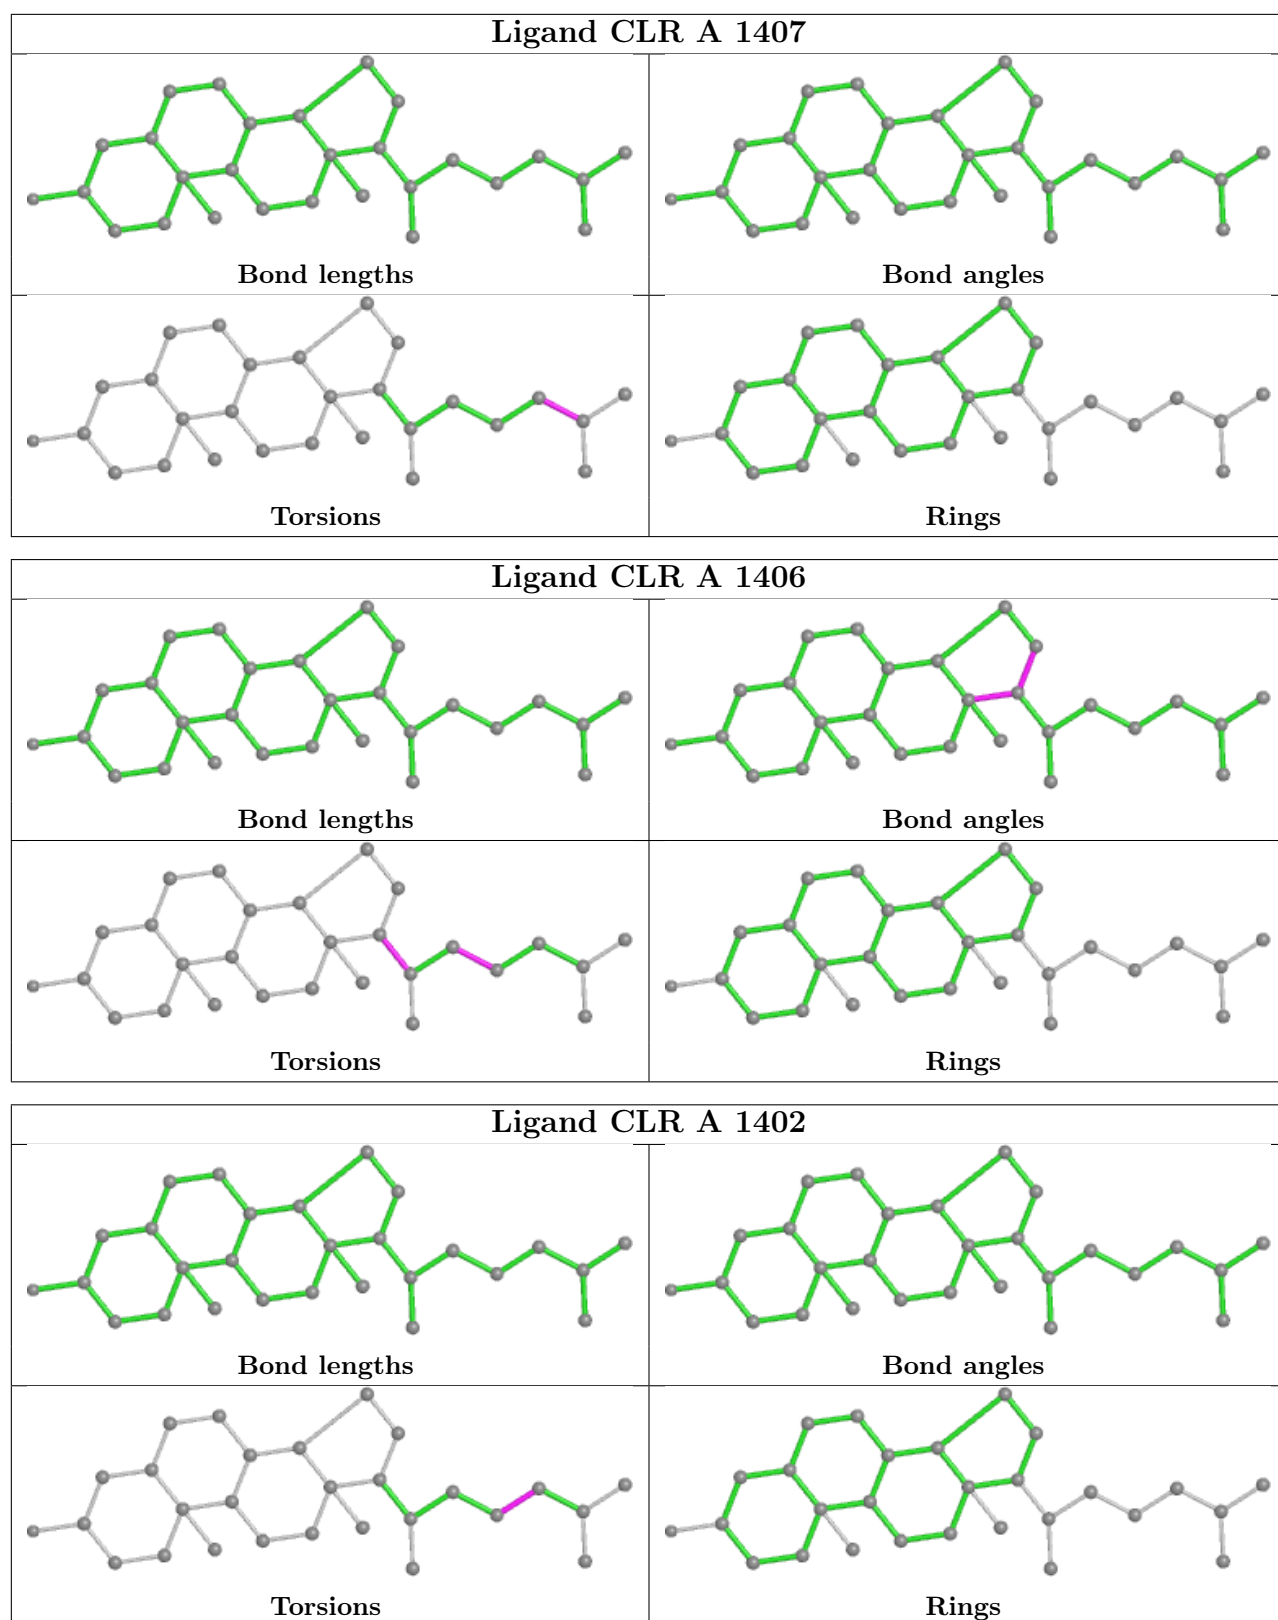 Ligand CLR A 1407
Bond lengths
Bond angles
Torsions
Rings
Ligand CLR A 1406
Bond lengths
Bond angles
Torsions
Rings
Ligand CLR A 1402
Bond lengths
Bond angles
Torsions
Rings